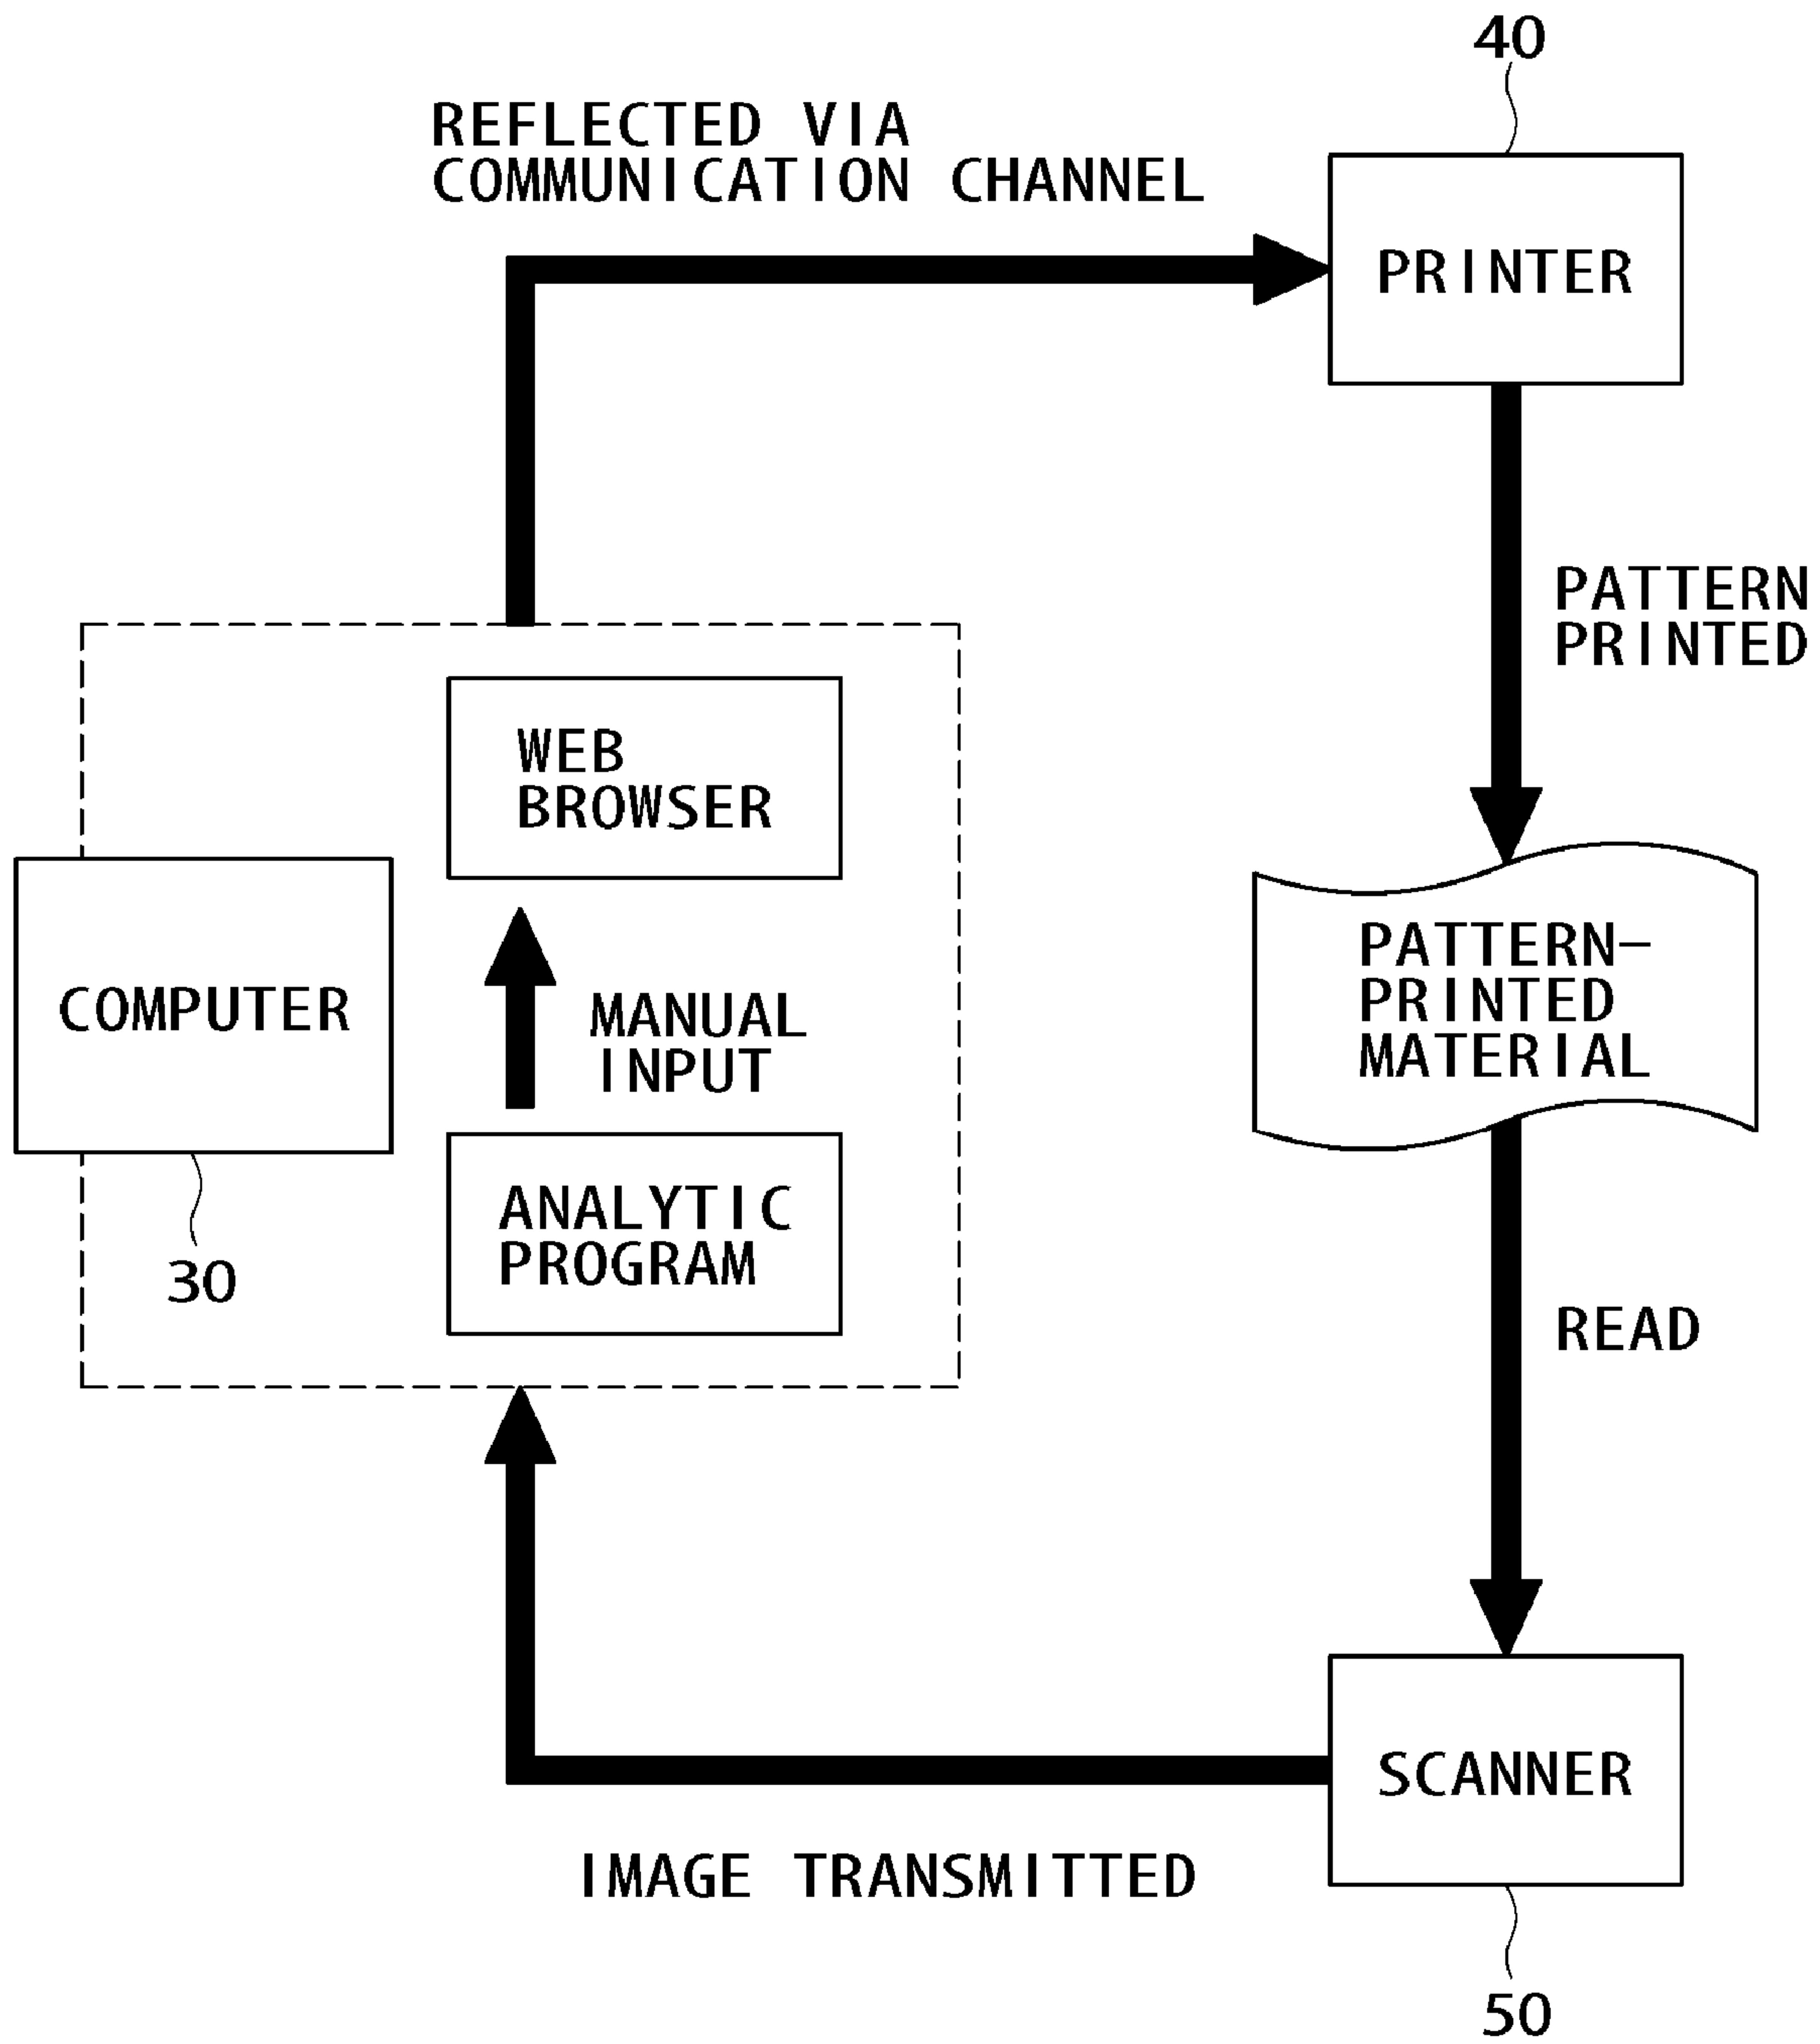 40
REFLECTED VIA
COMMUNICATION CHANNEL
PRINTER
PATTERN
PRINTED
WEB
BROWSER
COMPUTER
30
MANUAL
INPUT
ANALYTIC
PROGRAM
PATTERN—
PRINTED
MATERIAL
READ
SCANNER
IMAGE TRANSMITTED
50